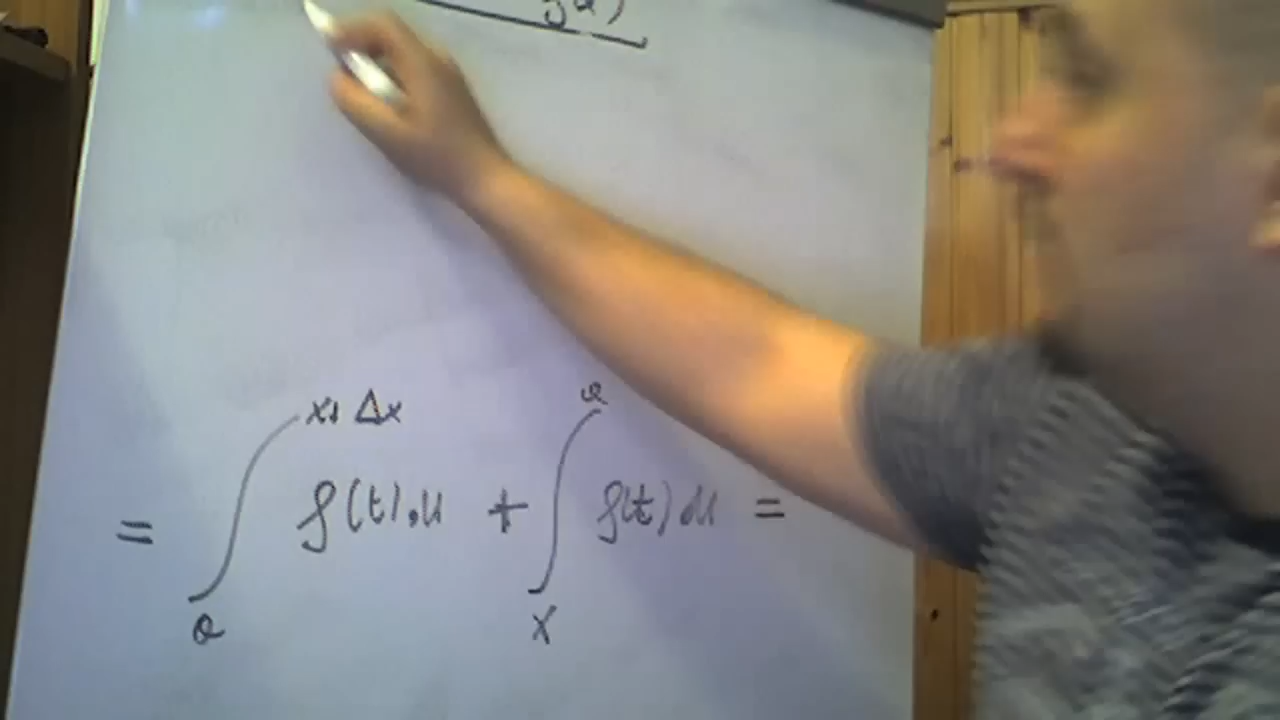 x+Δx a
= ∫ f(t).dt + ∫ f(t)dt =
a x